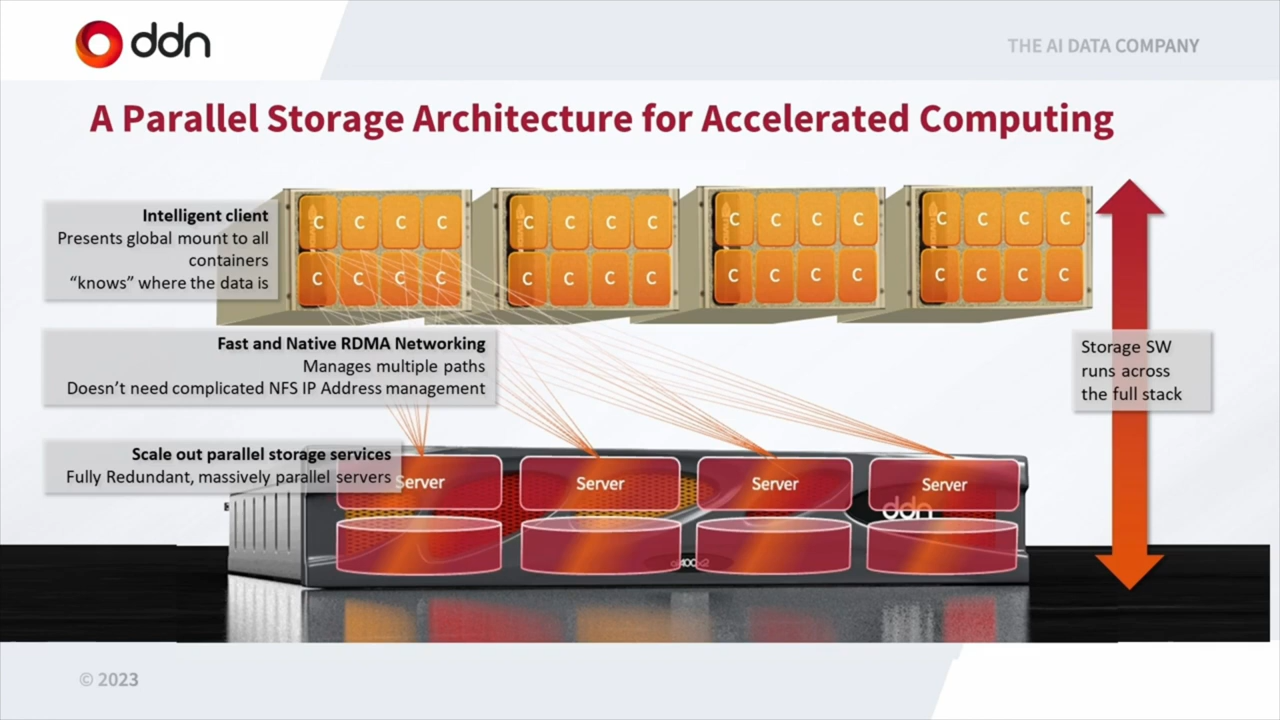 ddn
THE AI DATA COMPANY
A Parallel Storage Architecture for Accelerated Computing
Intelligent client
Presents global mount to all
containers
“knows” where the data is
C C C C C C C C C C C C C C C C
C C C C C C C C C C C C C C C C
Fast and Native RDMA Networking
Manages multiple paths
Doesn’t need complicated NFS IP Address management
Storage SW
runs across
the full stack
Scale out parallel storage services
Fully Redundant, massively parallel servers
Server Server Server Server
ddn
© 2023